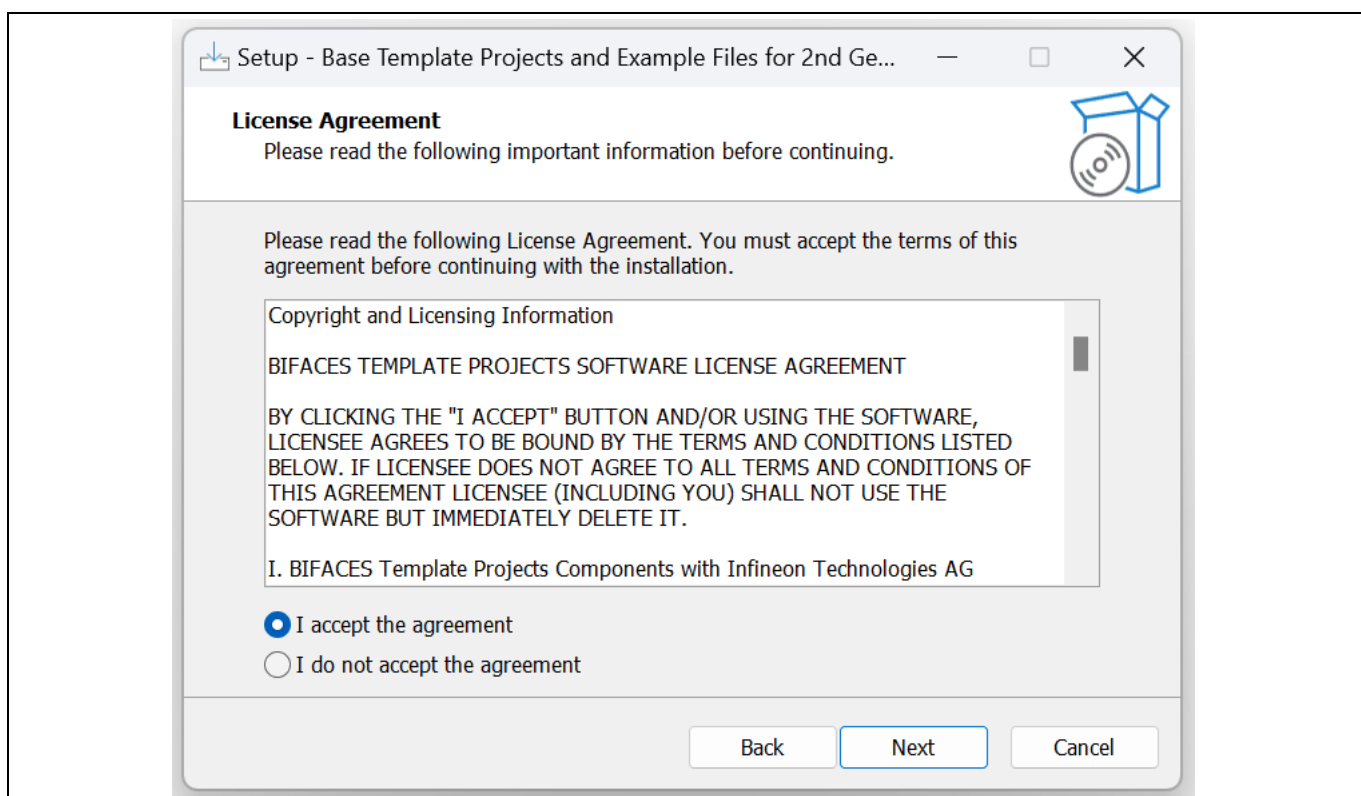 Setup - Base Template Projects and Example Files for 2nd Ge...
License Agreement
Please read the following important information before continuing.
Please read the following License Agreement. You must accept the terms of this
agreement before continuing with the installation.
Copyright and Licensing Information
BIFACES TEMPLATE PROJECTS SOFTWARE LICENSE AGREEMENT
BY CLICKING THE "I ACCEPT" BUTTON AND/OR USING THE SOFTWARE,
LICENSEE AGREES TO BE BOUND BY THE TERMS AND CONDITIONS LISTED
BELOW. IF LICENSEE DOES NOT AGREE TO ALL TERMS AND CONDITIONS OF
THIS AGREEMENT LICENSEE (INCLUDING YOU) SHALL NOT USE THE
SOFTWARE BUT IMMEDIATELY DELETE IT.
I. BIFACES Template Projects Components with Infineon Technologies AG
I accept the agreement
I do not accept the agreement
Back Next Cancel